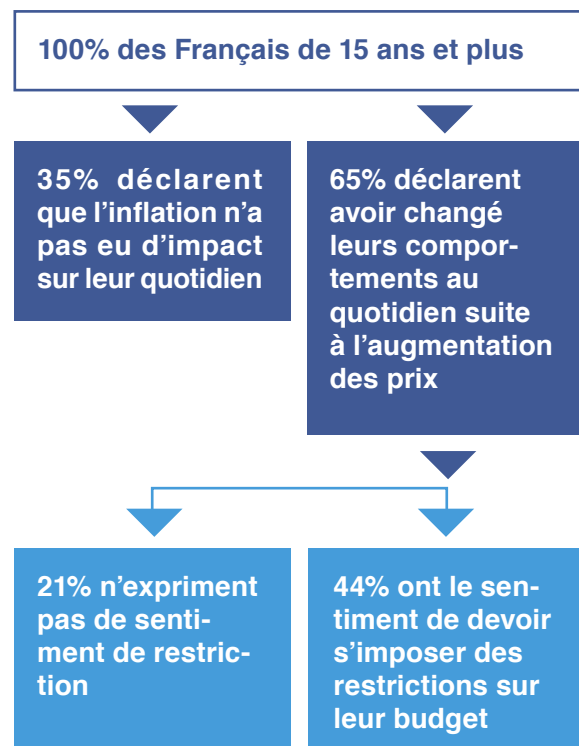 100% des Français de 15 ans et plus
35% déclarent
que l'inflation n'a
pas eu d'impact
sur leur quotidien
65% déclarent
avoir changé
leurs compor-
tements au
quotidien suite
à l'augmentation
des prix
21% n'expriment
pas de senti-
ment de restric-
tion
44% ont le sen-
timent de devoir
s'imposer des
restrictions sur
leur budget